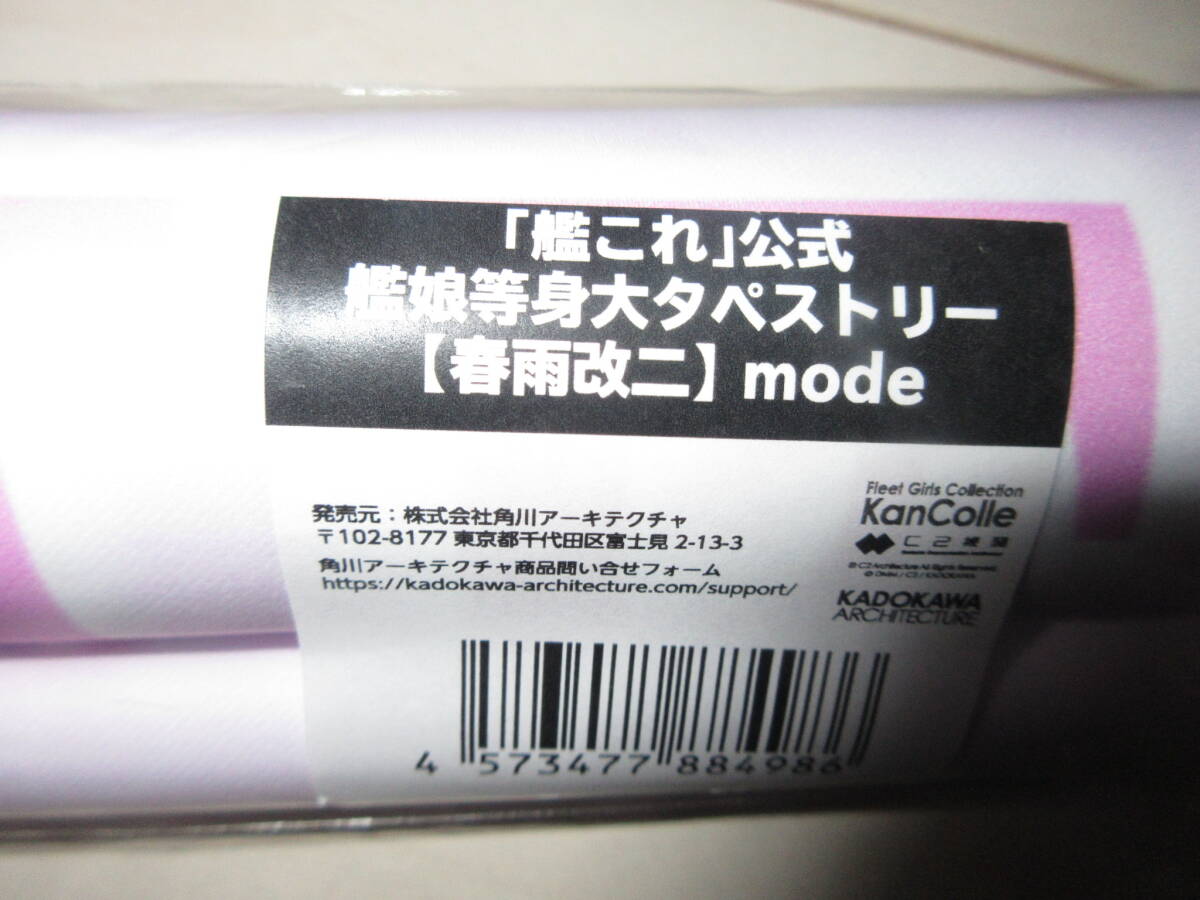 「艦これ」公式
艦娘等身大タペストリー
【春雨改二】 mode
発売元：株式会社角川アーキテクチャ
〒102-8177 東京都千代田区富士見 2-13-3
角川アーキテクチャ商品問い合せフォーム
https://kadokawa-architecture.com/support/
Fleet Girls Collection
KanColle
C2機関
KADOKAWA
ARCHITECTURE
4 573477 884986